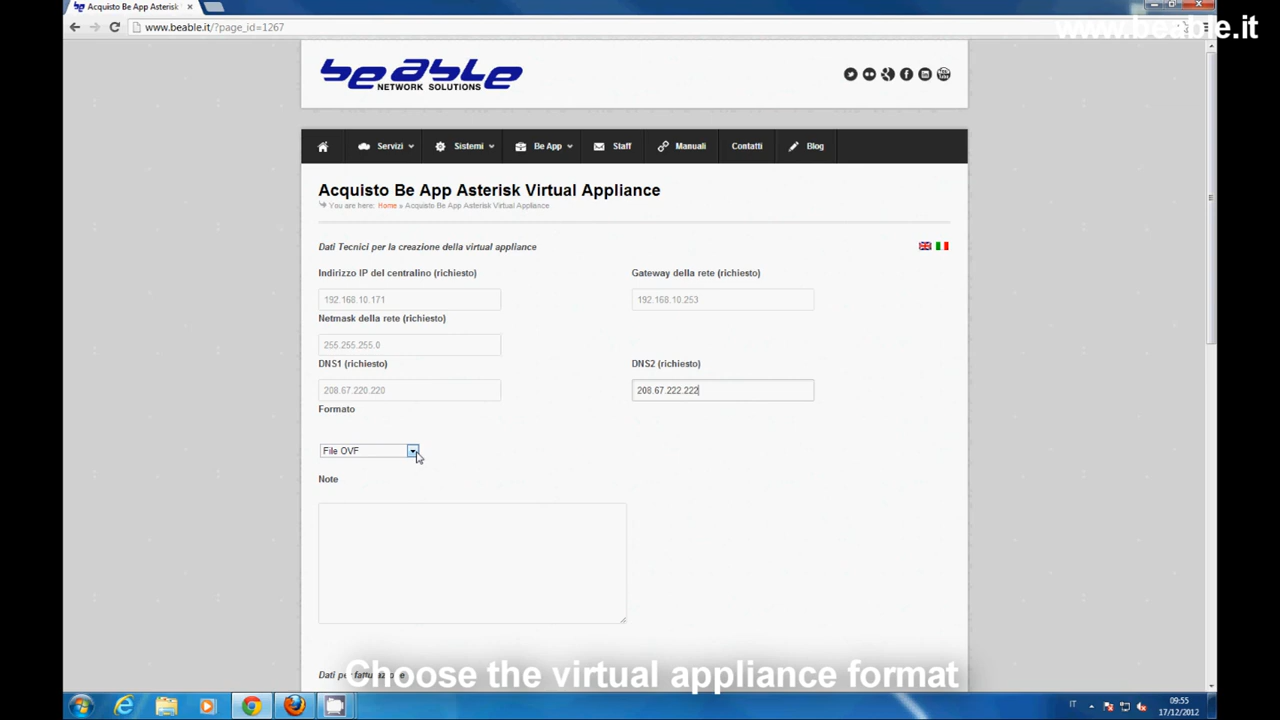 Acquisto Be App Asterisk
www.beable.it/?page_id=1267
www.beable.it
be able
NETWORK SOLUTIONS
Servizi
Sistemi
Be App
Staff
Manuali
Contatti
Blog
Acquisto Be App Asterisk Virtual Appliance
You are here: Home » Acquisto Be App Asterisk Virtual Appliance
Dati Tecnici per la creazione della virtual appliance
Indirizzo IP del centralino (richiesto)
Gateway della rete (richiesto)
192.168.10.171
192.168.10.253
Netmask della rete (richiesto)
255.255.255.0
DNS1 (richiesto)
DNS2 (richiesto)
208.67.220.220
208.67.222.222
Formato
File OVF
Note
Dati per fatturazione
Choose the virtual appliance format
IT
09:55
17/12/2012